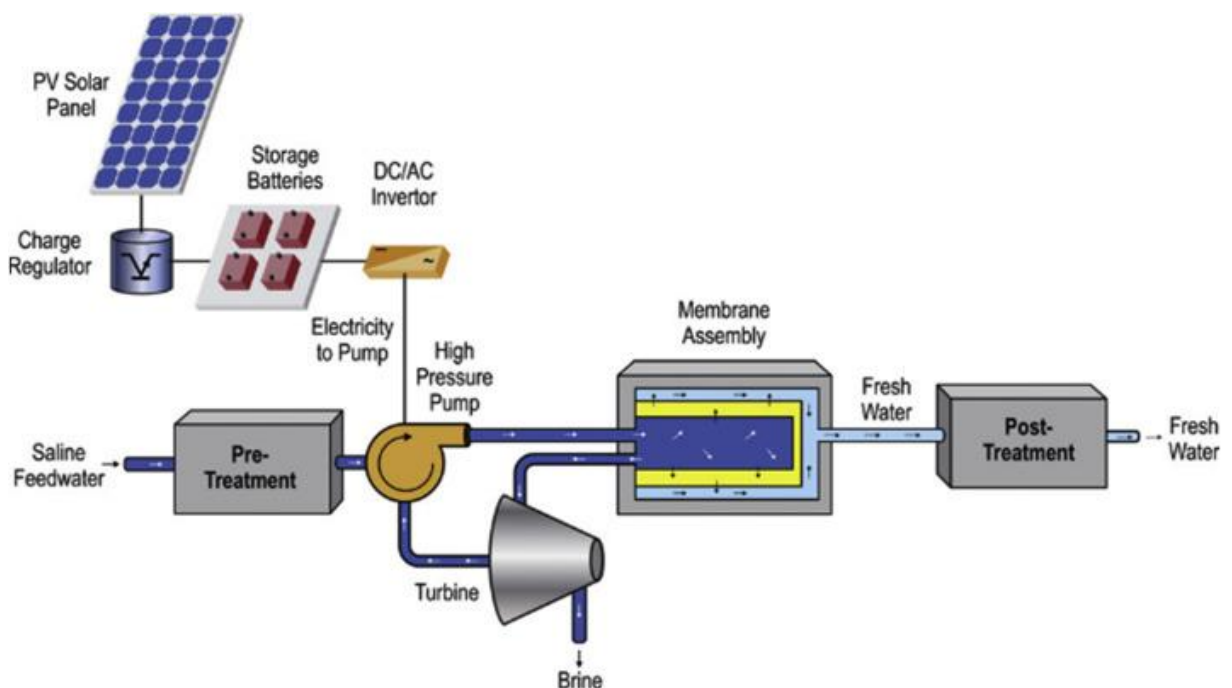 PV Solar
Panel
Storage
Batteries
DC/AC
Invertor
Charge
Regulator
Electricity
to Pump
High
Pressure
Pump
Membrane
Assembly
Fresh
Water
Saline
Feedwater
Pre-
Treatment
Post-
Treatment
Fresh
Water
Turbine
Brine